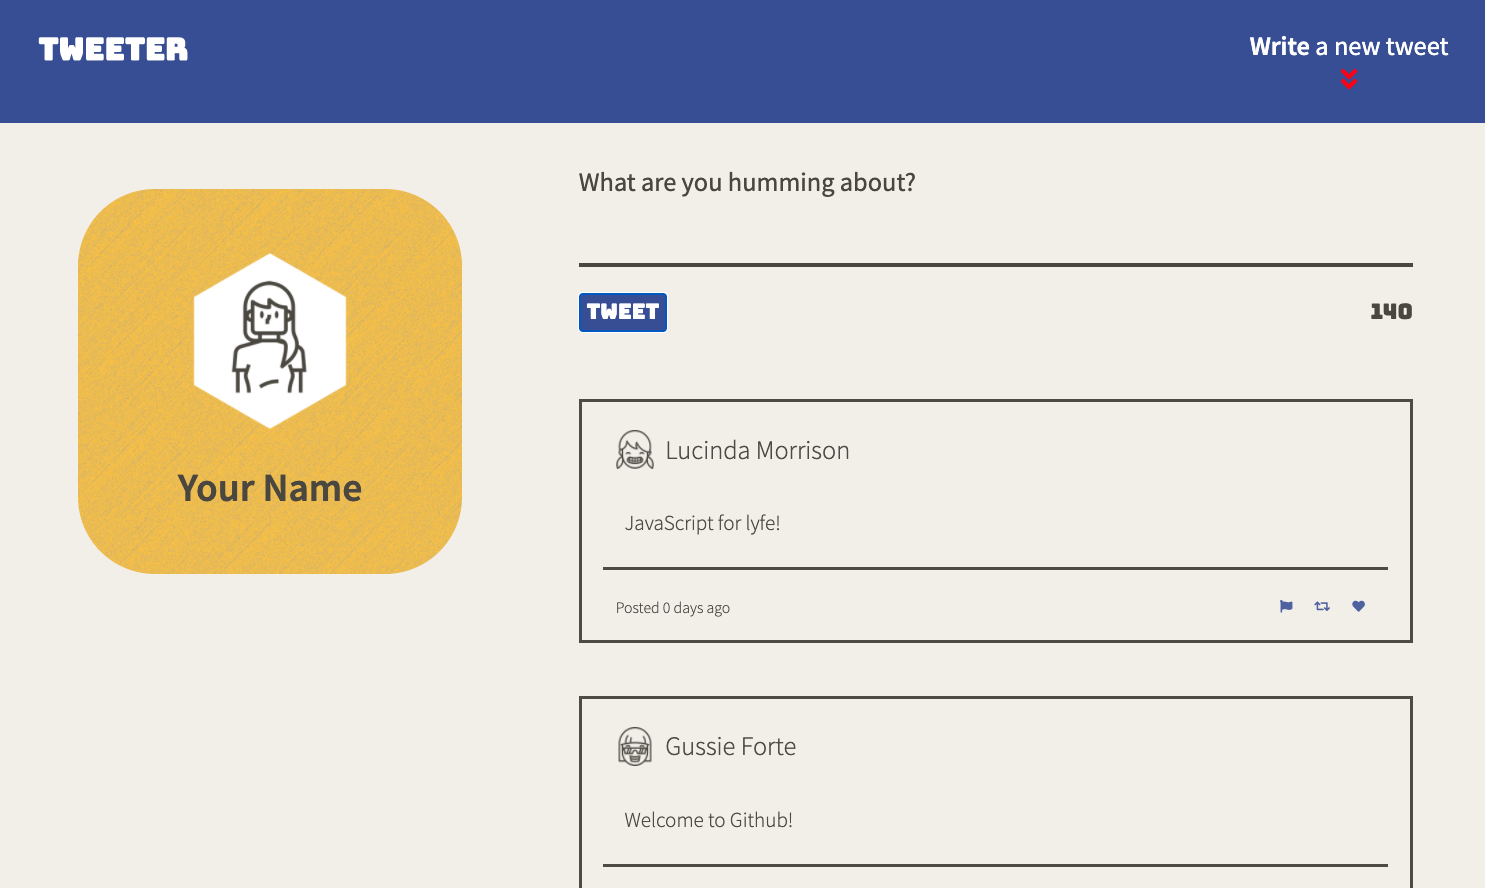 TWEETER
Write a new tweet
Your Name
What are you humming about?
TWEET
140
Lucinda Morrison
JavaScript for lyfe!
Posted 0 days ago
Gussie Forte
Welcome to Github!